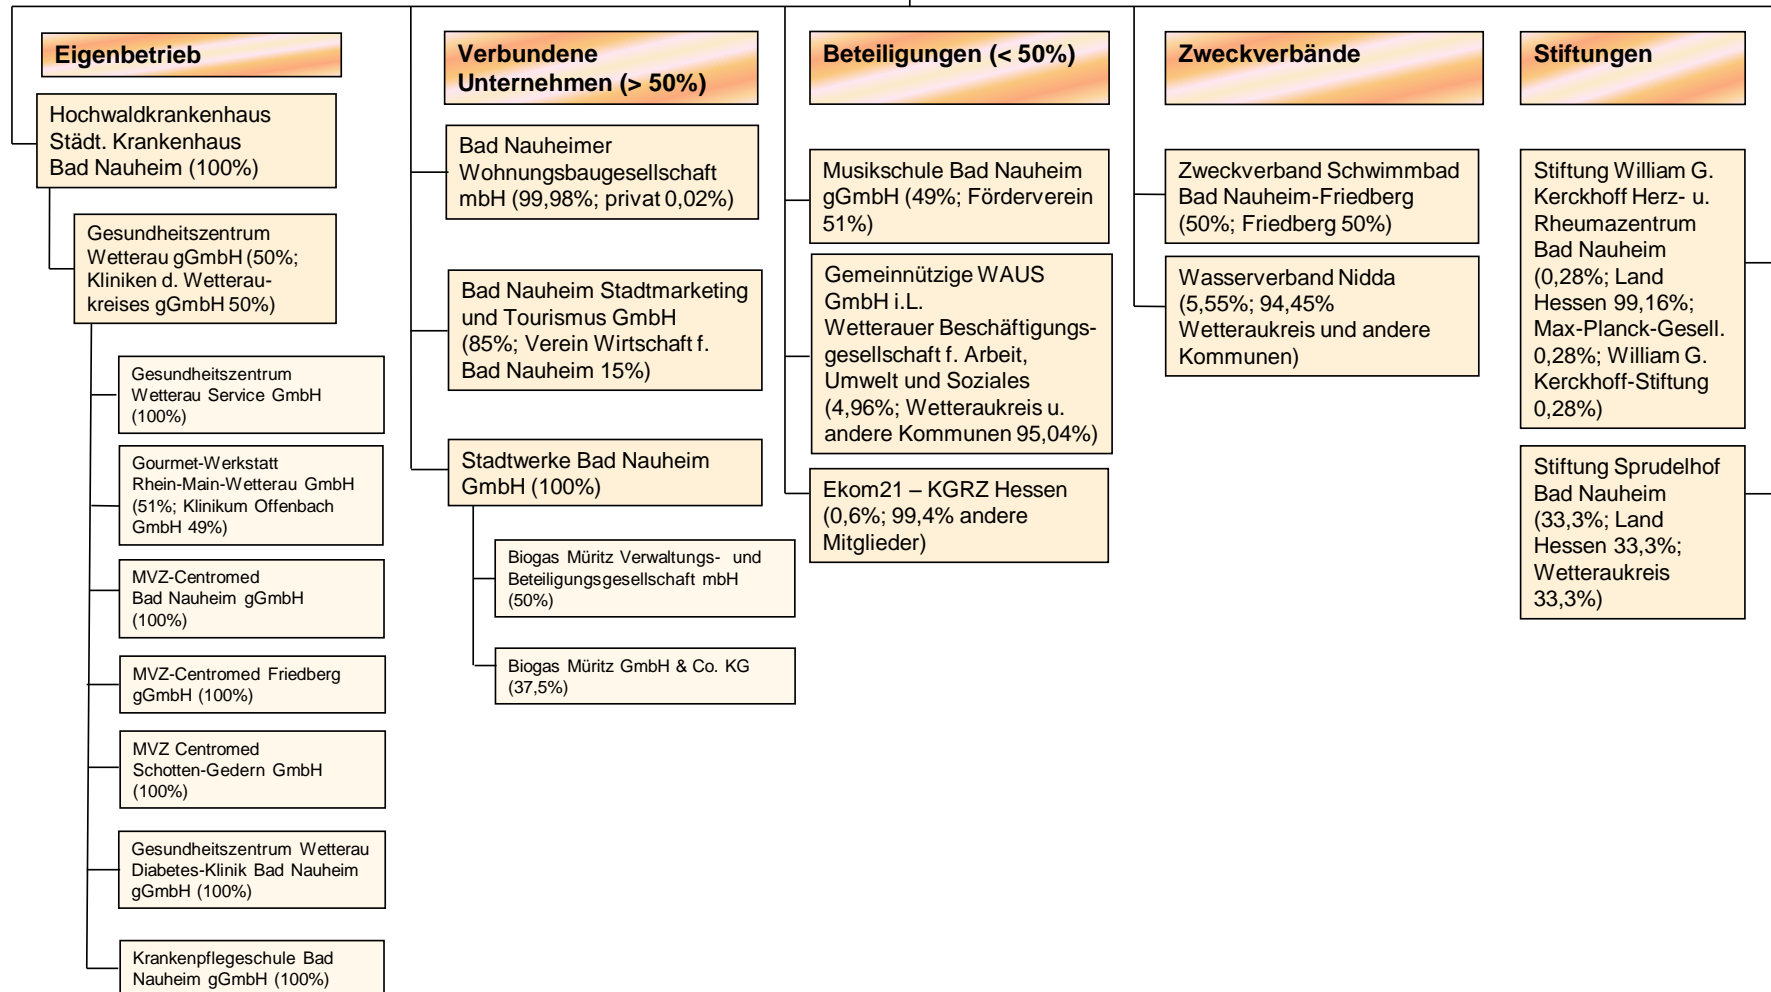 Eigenbetrieb
Hochwaldkrankenhaus
Städt. Krankenhaus
Bad Nauheim (100%)
Gesundheitszentrum
Wetterau gGmbH (50%;
Kliniken d. Wetterau-
kreises gGmbH 50%)
Gesundheitszentrum
Wetterau Service GmbH
(100%)
Gourmet-Werkstatt
Rhein-Main-Wetterau GmbH
(51%; Klinikum Offenbach
GmbH 49%)
MVZ-Centromed
Bad Nauheim gGmbH
(100%)
MVZ-Centromed Friedberg
gGmbH (100%)
MVZ Centromed
Schotten-Gedern GmbH
(100%)
Gesundheitszentrum Wetterau
Diabetes-Klinik Bad Nauheim
gGmbH (100%)
Krankenpflegeschule Bad
Nauheim gGmbH (100%)
Verbundene
Unternehmen (> 50%)
Bad Nauheimer
Wohnungsbaugesellschaft
mbH (99,98%; privat 0,02%)
Bad Nauheim Stadtmarketing
und Tourismus GmbH
(85%; Verein Wirtschaft f.
Bad Nauheim 15%)
Stadtwerke Bad Nauheim
GmbH (100%)
Biogas Müritz Verwaltungs- und
Beteiligungsgesellschaft mbH
(50%)
Biogas Müritz GmbH & Co. KG
(37,5%)
Beteiligungen (< 50%)
Musikschule Bad Nauheim
gGmbH (49%; Förderverein
51%)
Gemeinnützige WAUS
GmbH i.L.
Wetterauer Beschäftigungs-
gesellschaft f. Arbeit,
Umwelt und Soziales
(4,96%; Wetteraukreis u.
andere Kommunen 95,04%)
Ekom21 – KGRZ Hessen
(0,6%; 99,4% andere
Mitglieder)
Zweckverbände
Zweckverband Schwimmbad
Bad Nauheim-Friedberg
(50%; Friedberg 50%)
Wasserverband Nidda
(5,55%; 94,45%
Wetteraukreis und andere
Kommunen)
Stiftungen
Stiftung William G.
Kerckhoff Herz- u.
Rheumazentrum
Bad Nauheim
(0,28%; Land
Hessen 99,16%;
Max-Planck-Gesell.
0,28%; William G.
Kerckhoff-Stiftung
0,28%)
Stiftung Sprudelhof
Bad Nauheim
(33,3%; Land
Hessen 33,3%;
Wetteraukreis
33,3%)